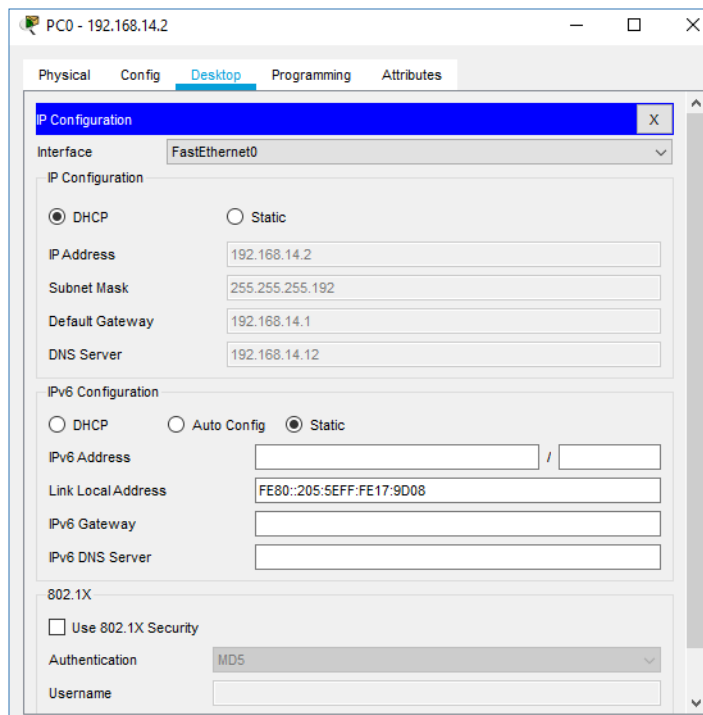 PC0 - 192.168.14.2
Physical Config Desktop Programming Attributes
IP Configuration X
Interface FastEthernet0
IP Configuration
DHCP Static
IP Address 192.168.14.2
Subnet Mask 255.255.255.192
Default Gateway 192.168.14.1
DNS Server 192.168.14.12
IPv6 Configuration
DHCP Auto Config Static
IPv6 Address /
Link Local Address FE80::205:5EFF:FE17:9D08
IPv6 Gateway
IPv6 DNS Server
802.1X
Use 802.1X Security
Authentication MD5
Username